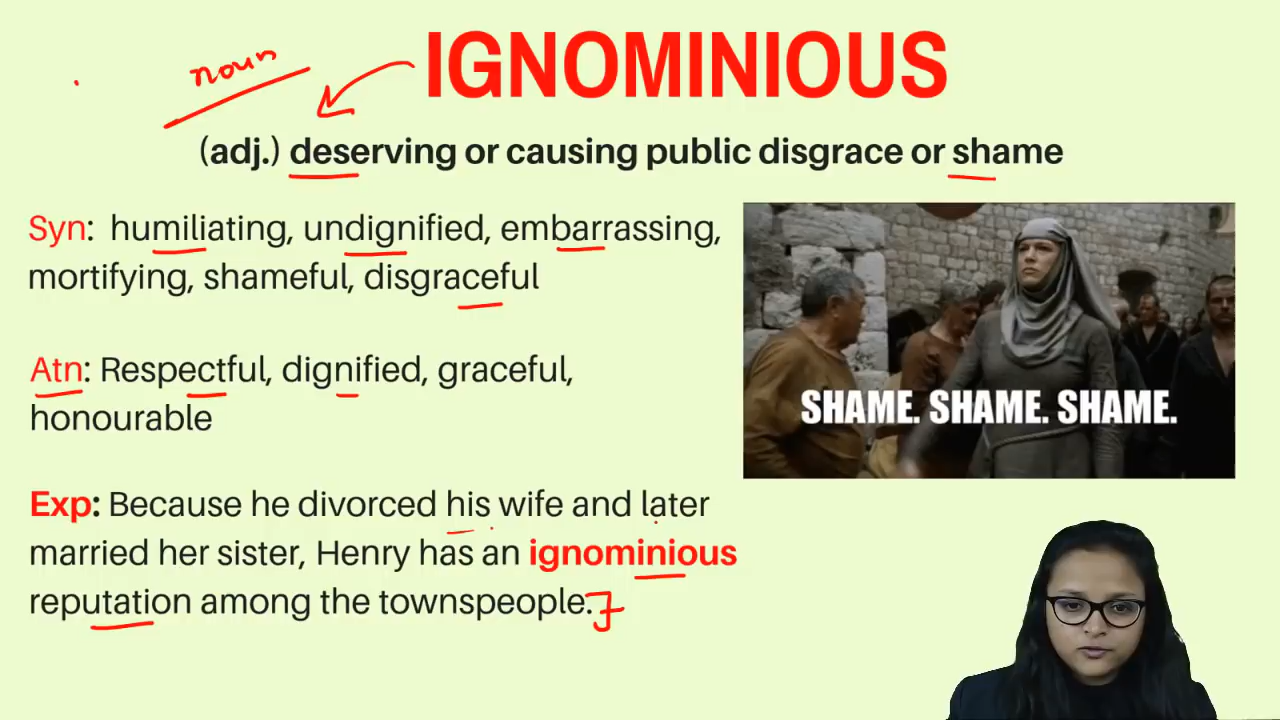 IGNOMINIOUS
noun
(adj.) deserving or causing public disgrace or shame
Syn: humiliating, undignified, embarrassing,
mortifying, shameful, disgraceful
Atn: Respectful, dignified, graceful,
honourable
SHAME. SHAME. SHAME.
Exp: Because he divorced his wife and later
married her sister, Henry has an ignominious
reputation among the townspeople.